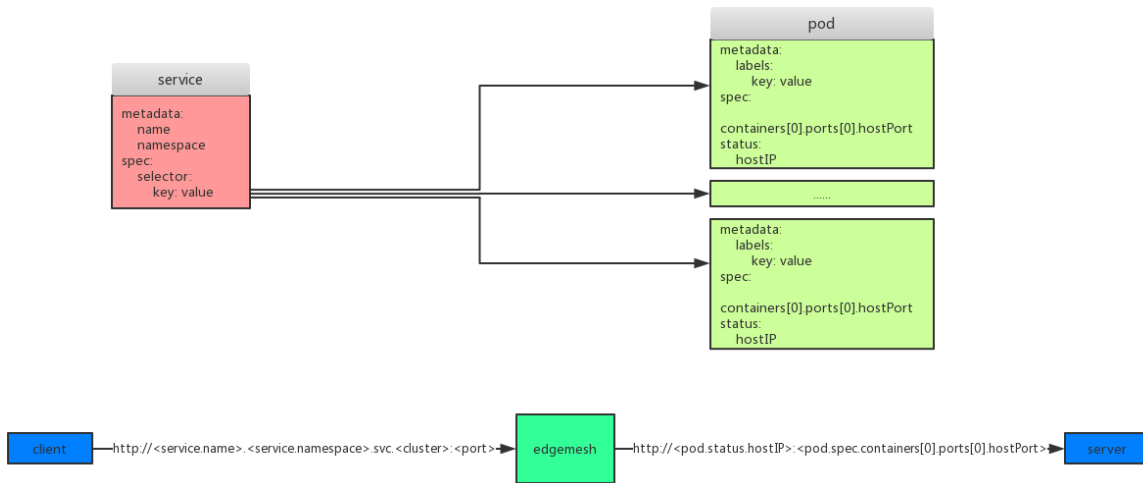 service
metadata:
name
namespace
spec:
selector:
key: value
pod
metadata:
labels:
key: value
spec:
containers[0].ports[0].hostPort
status:
hostIP
......
metadata:
labels:
key: value
spec:
containers[0].ports[0].hostPort
status:
hostIP
client
http://<service.name>.<service.namespace>.svc.<cluster>:<port>
edgemesh
http://<pod.status.hostIP>:<pod.spec.containers[0].ports[0].hostPort>
server